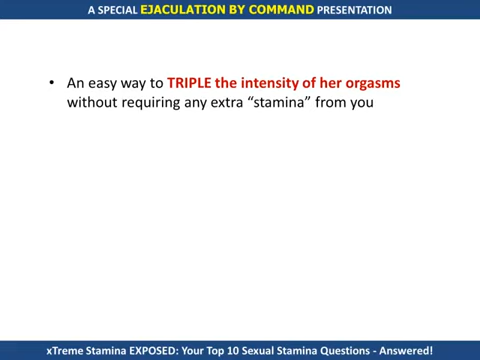 A SPECIAL EJACULATION BY COMMAND PRESENTATION
• An easy way to TRIPLE the intensity of her orgasms
without requiring any extra “stamina” from you
xTreme Stamina EXPOSED: Your Top 10 Sexual Stamina Questions - Answered!